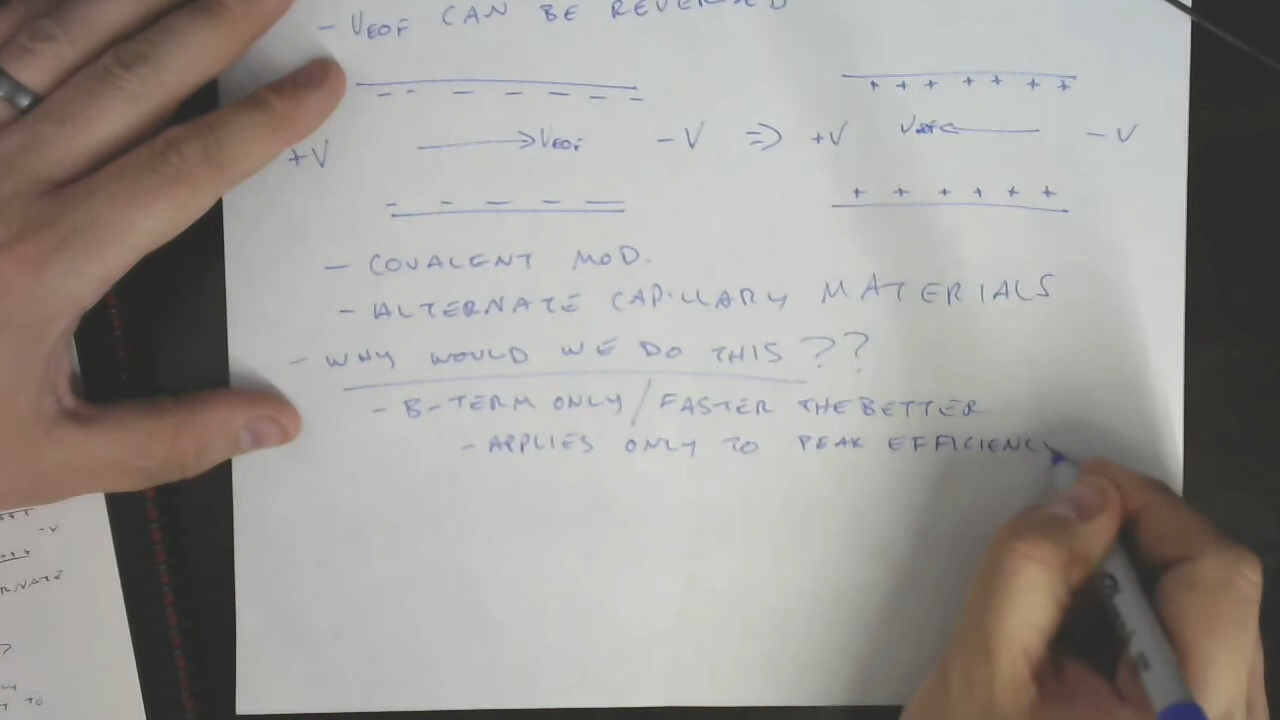 - VEOF CAN BE REVERSED
- - - - - - -
+ + + + + + +
+V → VEOF -V ⇒ +V VEOF ← -V
- - - - -
+ + + + + +
- COVALENT MOD.
- ALTERNATE CAPILLARY MATERIALS
- WHY WOULD WE DO THIS ??
- B-TERM ONLY / FASTER THE BETTER
- APPLIES ONLY TO PEAK EFFICIENCY
-V
TO